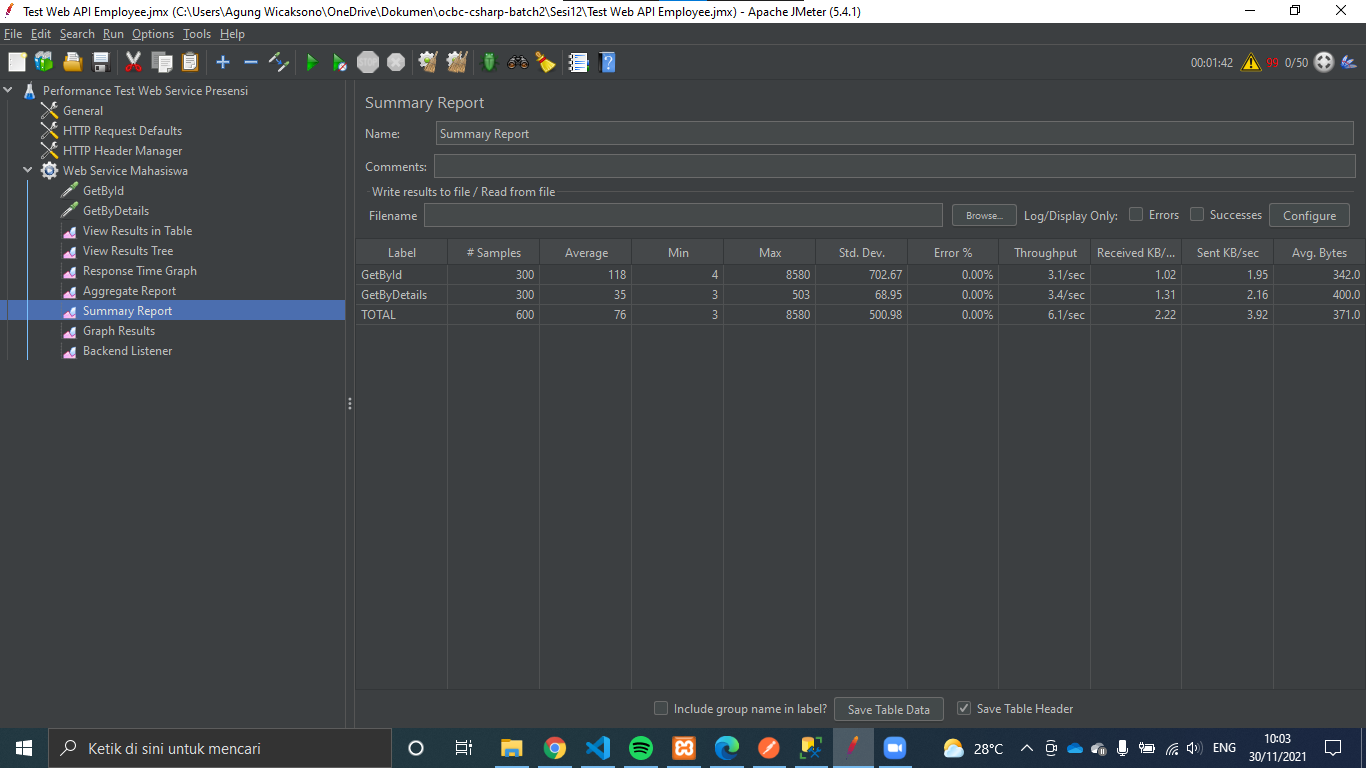 Test Web API Employee.jmx (C:\Users\Agung Wicaksono\OneDrive\Dokumen\ocbc-csharp-batch2\Sesi12\Test Web API Employee.jmx) - Apache JMeter (5.4.1)
File Edit Search Run Options Tools Help
STOP 00:01:42 99 0/50
Performance Test Web Service Presensi
General
HTTP Request Defaults
HTTP Header Manager
Web Service Mahasiswa
GetById
GetByDetails
View Results in Table
View Results Tree
Response Time Graph
Aggregate Report
Summary Report
Graph Results
Backend Listener
Summary Report
Name: Summary Report
Comments:
Write results to file / Read from file
Filename Browse... Log/Display Only: Errors Successes Configure
Label # Samples Average Min Max Std. Dev. Error % Throughput Received KB/... Sent KB/sec Avg. Bytes
GetById 300 118 4 8580 702.67 0.00% 3.1/sec 1.02 1.95 342.0
GetByDetails 300 35 3 503 68.95 0.00% 3.4/sec 1.31 2.16 400.0
TOTAL 600 76 3 8580 500.98 0.00% 6.1/sec 2.22 3.92 371.0
Include group name in label? Save Table Data Save Table Header
Ketik di sini untuk mencari 28°C ENG 10:03
30/11/2021